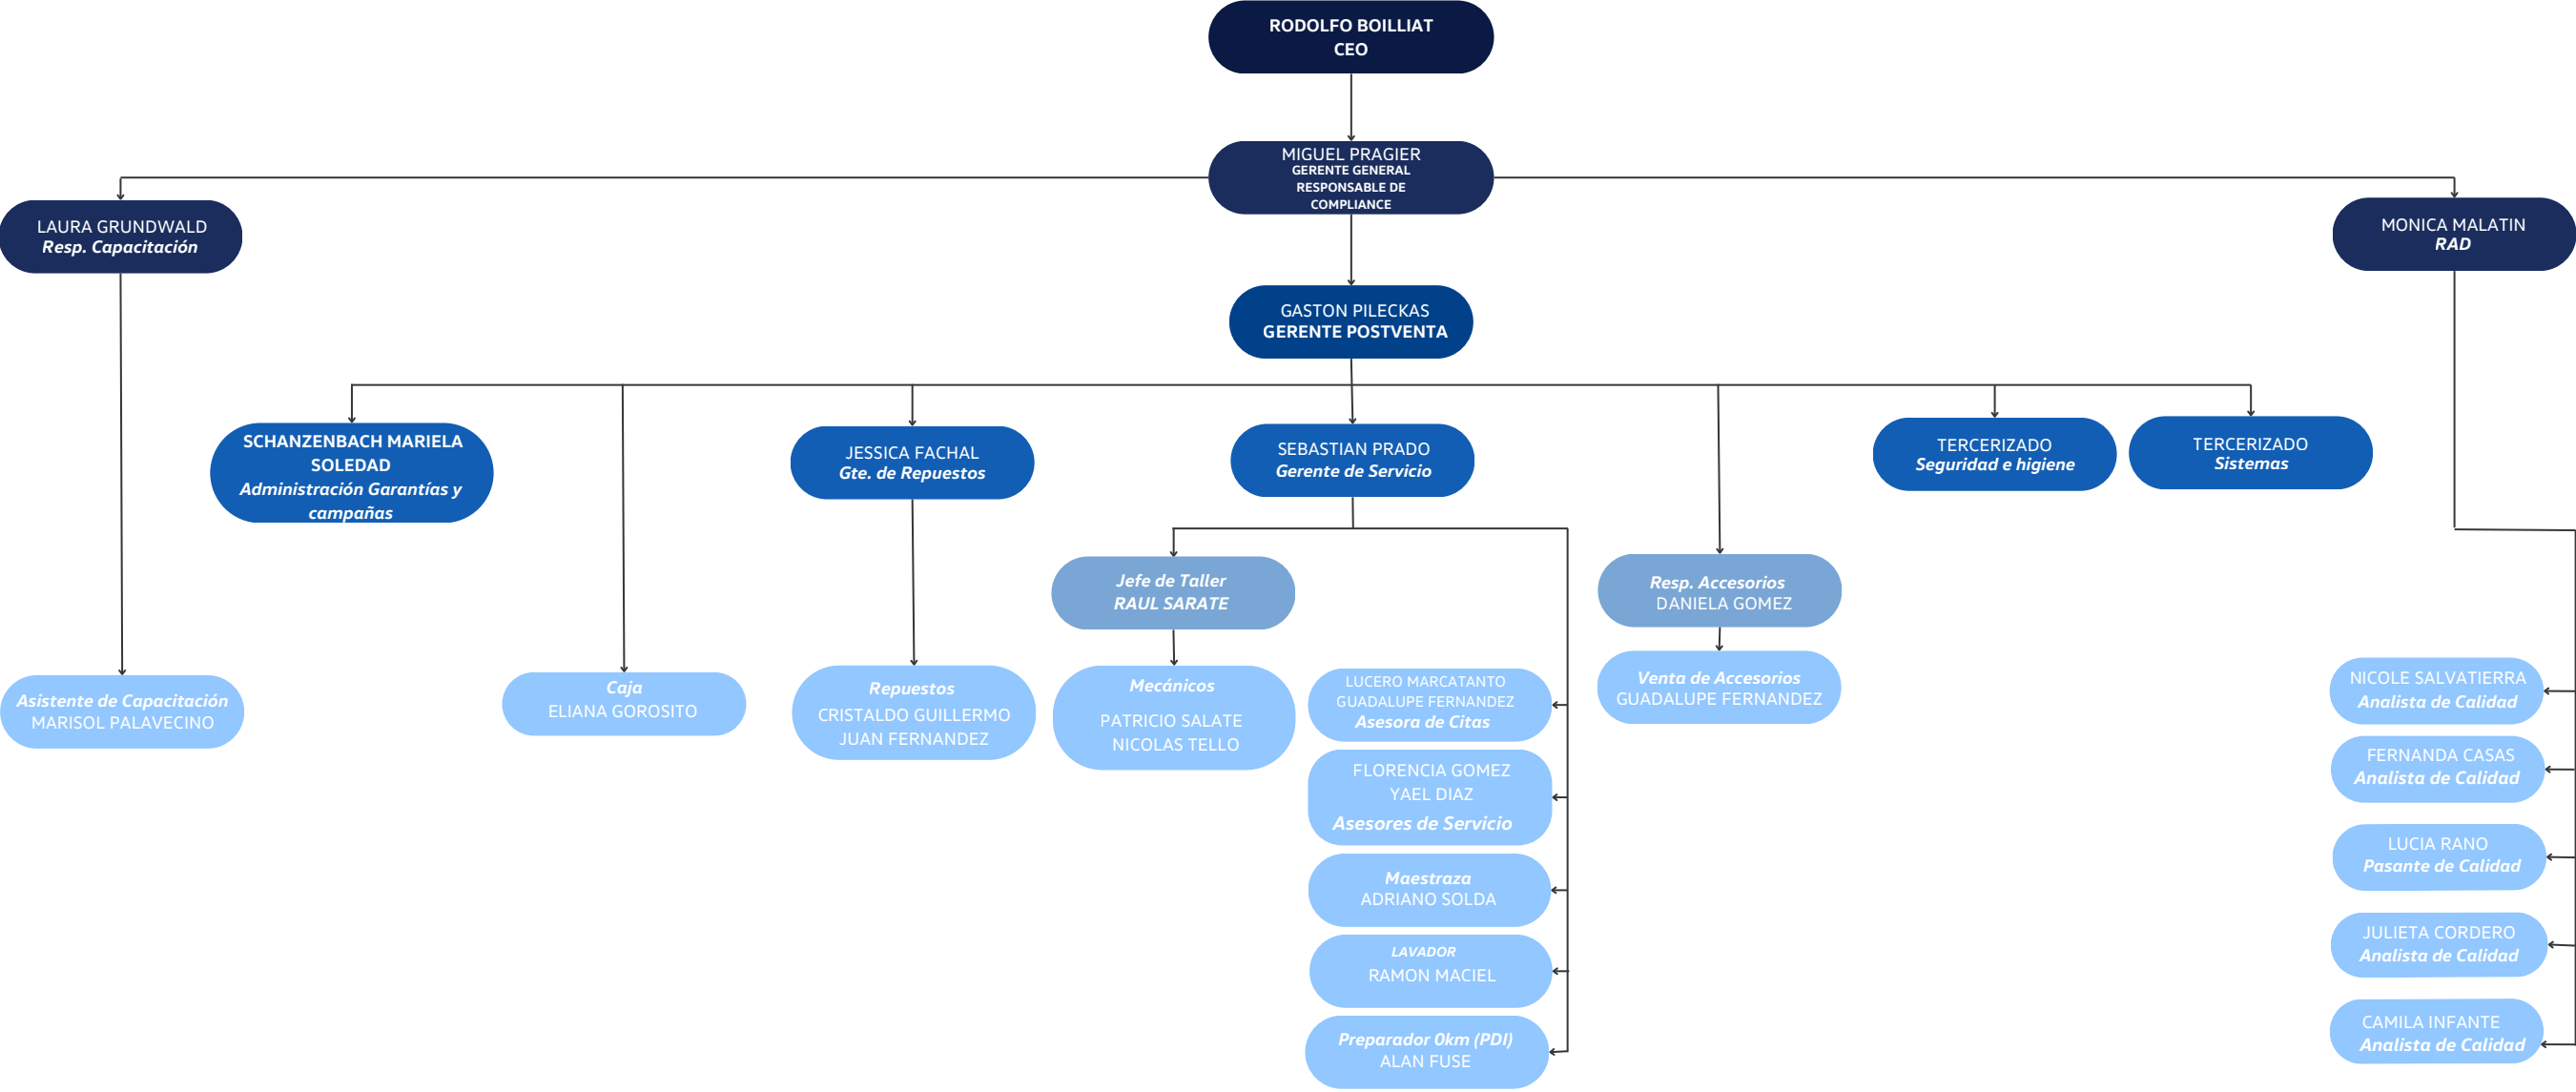 RODOLFO BOILLIAT
CEO
MIGUEL PRAGIER
GERENTE GENERAL
RESPONSABLE DE
COMPLIANCE
LAURA GRUNDWALD
Resp. Capacitación
MONICA MALATIN
RAD
GASTON PILECKAS
GERENTE POSTVENTA
SCHANZENBACH MARIELA
SOLEDAD
Administración Garantías y
campañas
JESSICA FACHAL
Gte. de Repuestos
SEBASTIAN PRADO
Gerente de Servicio
TERCERIZADO
Seguridad e higiene
TERCERIZADO
Sistemas
Jefe de Taller
RAUL SARATE
Resp. Accesorios
DANIELA GOMEZ
Asistente de Capacitación
MARISOL PALAVECINO
Caja
ELIANA GOROSITO
Repuestos
CRISTALDO GUILLERMO
JUAN FERNANDEZ
Mecánicos
PATRICIO SALATE
NICOLAS TELLO
LUCERO MARCATANTO
GUADALUPE FERNANDEZ
Asesora de Citas
FLORENCIA GOMEZ
YAEL DIAZ
Asesores de Servicio
Maestraza
ADRIANO SOLDA
LAVADOR
RAMON MACIEL
Preparador 0km (PDI)
ALAN FUSE
Venta de Accesorios
GUADALUPE FERNANDEZ
NICOLE SALVATIERRA
Analista de Calidad
FERNANDA CASAS
Analista de Calidad
LUCIA RANO
Pasante de Calidad
JULIETA CORDERO
Analista de Calidad
CAMILA INFANTE
Analista de Calidad